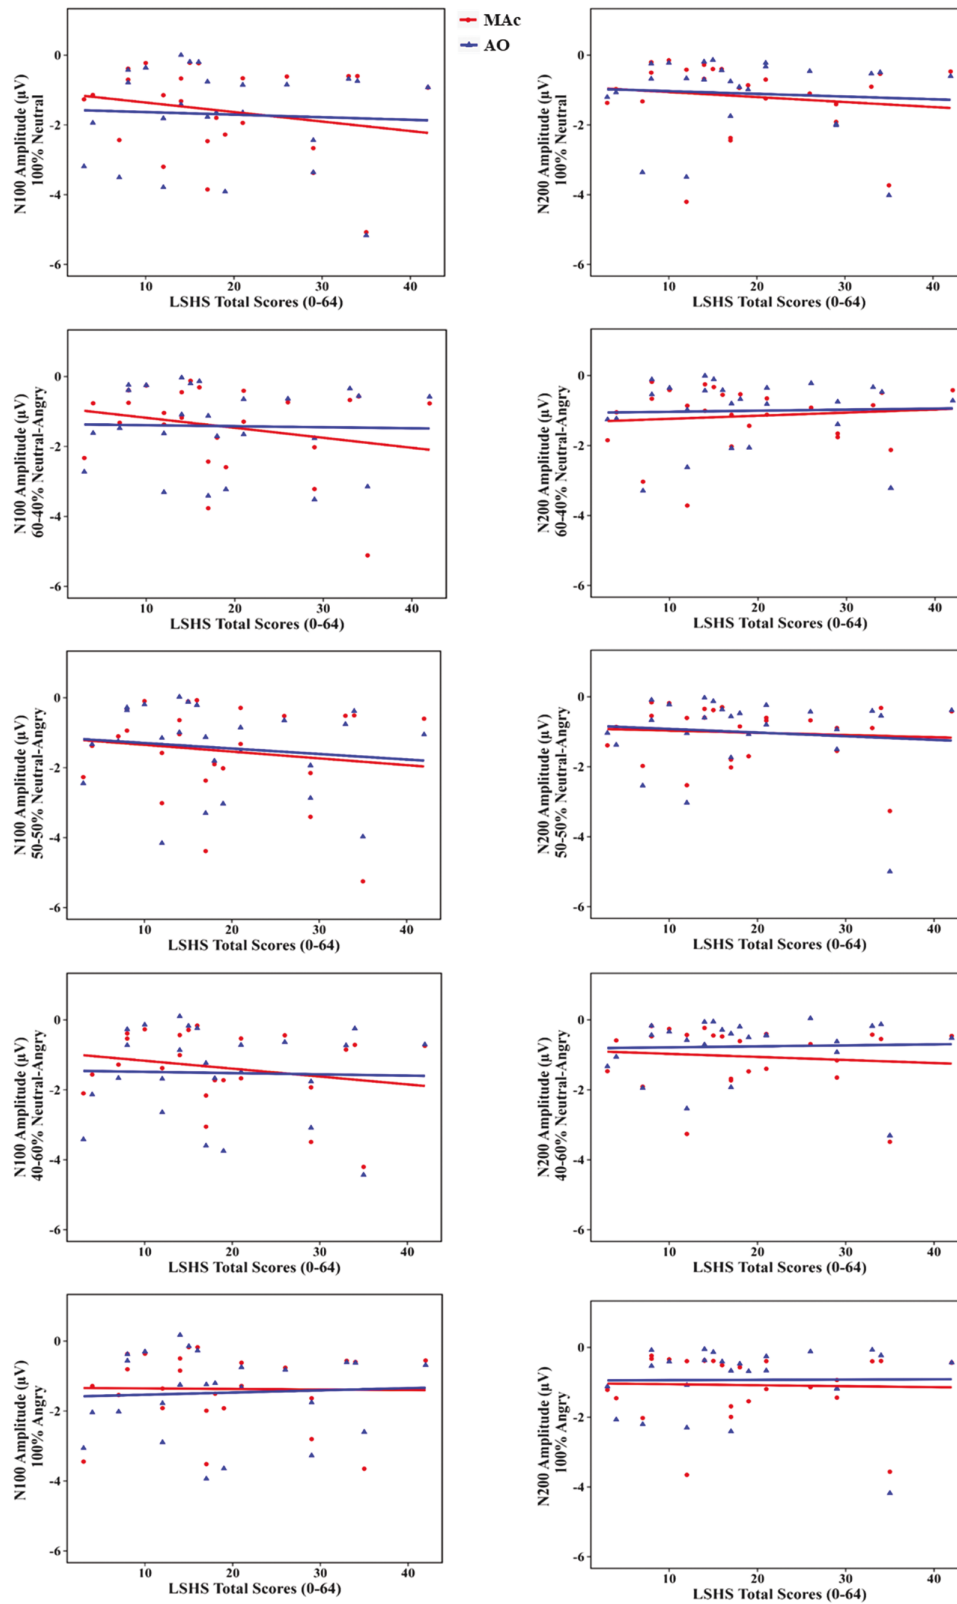 MAc
AO
N100 Amplitude (µV)
100% Neutral
0
-2
-4
-6
10
20
30
40
LSHS Total Scores (0-64)
N200 Amplitude (µV)
100% Neutral
0
-2
-4
-6
10
20
30
40
LSHS Total Scores (0-64)
N100 Amplitude (µV)
60-40% Neutral-Angry
0
-2
-4
-6
10
20
30
40
LSHS Total Scores (0-64)
N200 Amplitude (µV)
60-40% Neutral-Angry
0
-2
-4
-6
10
20
30
40
LSHS Total Scores (0-64)
N100 Amplitude (µV)
50-50% Neutral-Angry
0
-2
-4
-6
10
20
30
40
LSHS Total Scores (0-64)
N200 Amplitude (µV)
50-50% Neutral-Angry
0
-2
-4
-6
10
20
30
40
LSHS Total Scores (0-64)
N100 Amplitude (µV)
40-60% Neutral-Angry
0
-2
-4
-6
10
20
30
40
LSHS Total Scores (0-64)
N200 Amplitude (µV)
40-60% Neutral-Angry
0
-2
-4
-6
10
20
30
40
LSHS Total Scores (0-64)
N100 Amplitude (µV)
100% Angry
0
-2
-4
-6
10
20
30
40
LSHS Total Scores (0-64)
N200 Amplitude (µV)
100% Angry
0
-2
-4
-6
10
20
30
40
LSHS Total Scores (0-64)